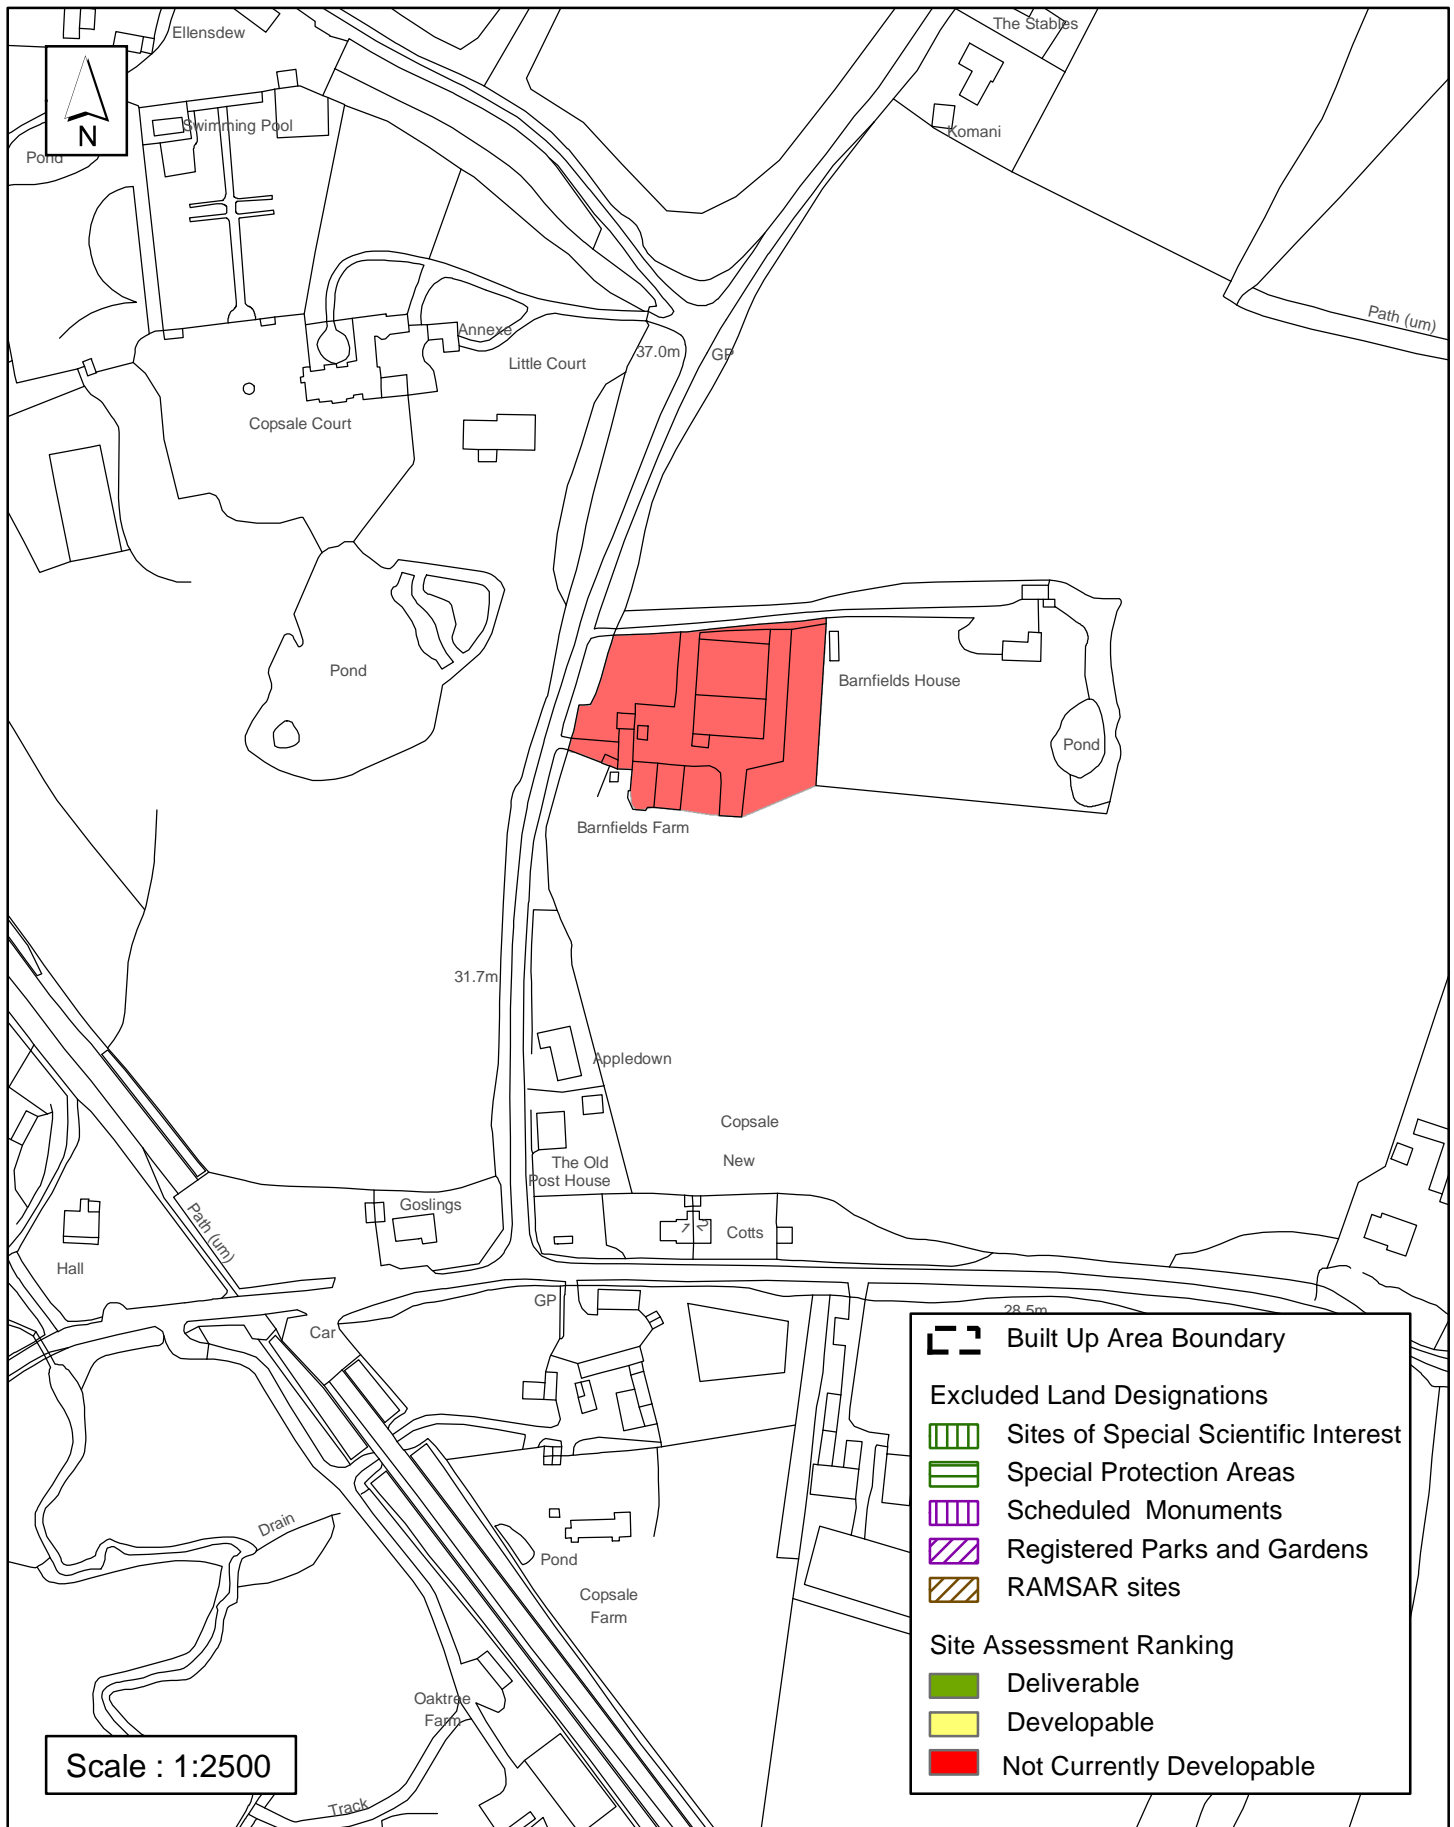 Ellensdew
The Stables
N
Swimming Pool
Komani
Pond
Path (um)
Annexe
37.0m
GP
Little Court
Copsale Court
Pond
Barnfields House
Pond
Barnfields Farm
31.7m
Appledown
Copsale
New
The Old
Post House
Goslings
Path (um)
1
2
Cotts
Hall
GP
28.5m
Car
Drain
Pond
Copsale
Farm
Oaktree
Farm
Track
Scale : 1:2500
Built Up Area Boundary
Excluded Land Designations
Sites of Special Scientific Interest
Special Protection Areas
Scheduled Monuments
Registered Parks and Gardens
RAMSAR sites
Site Assessment Ranking
Deliverable
Developable
Not Currently Developable